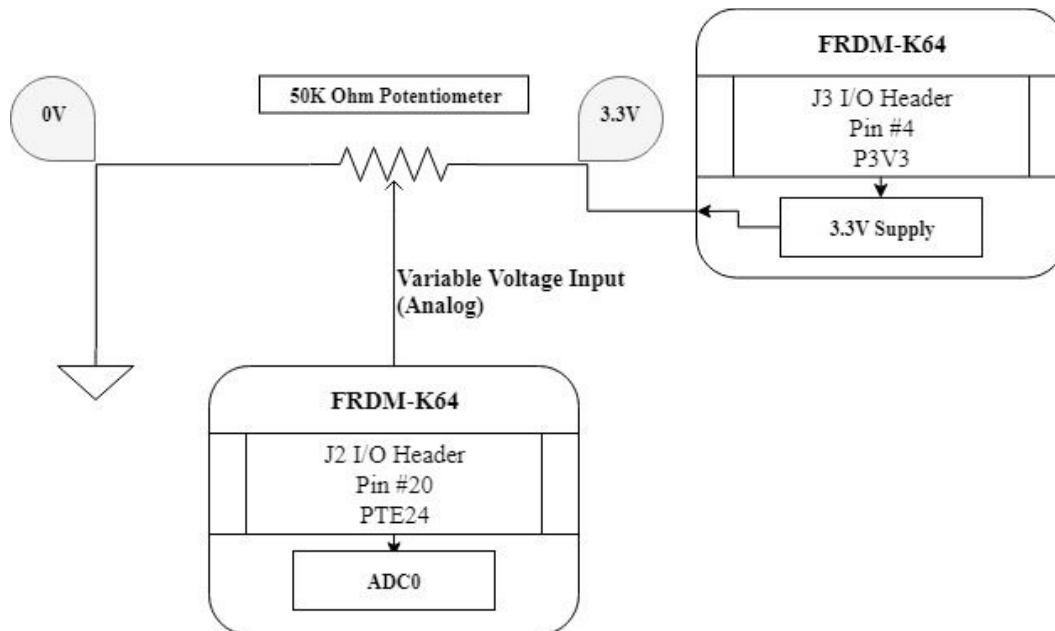 FRDM-K64
J3 I/O Header
Pin #4
P3V3
3.3V Supply
0V
50K Ohm Potentiometer
3.3V
Variable Voltage Input
(Analog)
FRDM-K64
J2 I/O Header
Pin #20
PTE24
ADC0